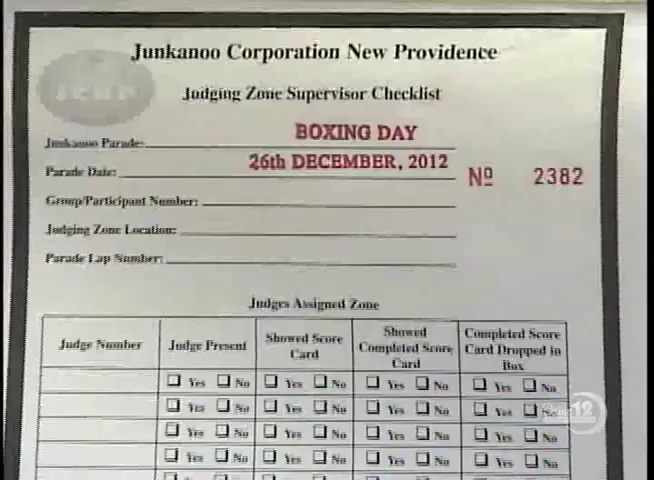 Junkanoo Corporation New Providence
JCNP
Judging Zone Supervisor Checklist
Junkanoo Parade: BOXING DAY
Parade Date: 26th DECEMBER, 2012
Nº 2382
Group/Participant Number:
Judging Zone Location:
Parade Lap Number:
Judges Assigned Zone
Judge Number Judge Present Showed Score Card Showed Completed Score Card Completed Score Card Dropped in Box
Yes No Yes No Yes No Yes No
Yes No Yes No Yes No Yes No
Yes No Yes No Yes No Yes No
Yes No Yes No Yes No Yes No
12